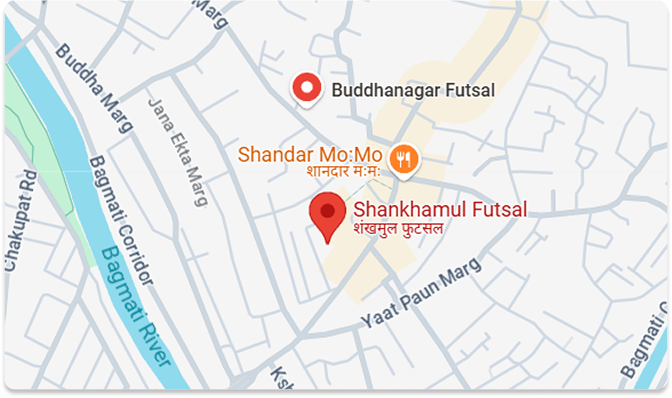 Marg
Buddha Marg
Buddhanagar Futsal
Jana Ekta Marg
Shandar Mo:Mo
शानदार म:म:
Bagmati Corridor
Chakupat Rd
Shankhamul Futsal
शंखमुल फुटसल
Bagmati River
Yaat Paun Marg
Bagmati
Ksh